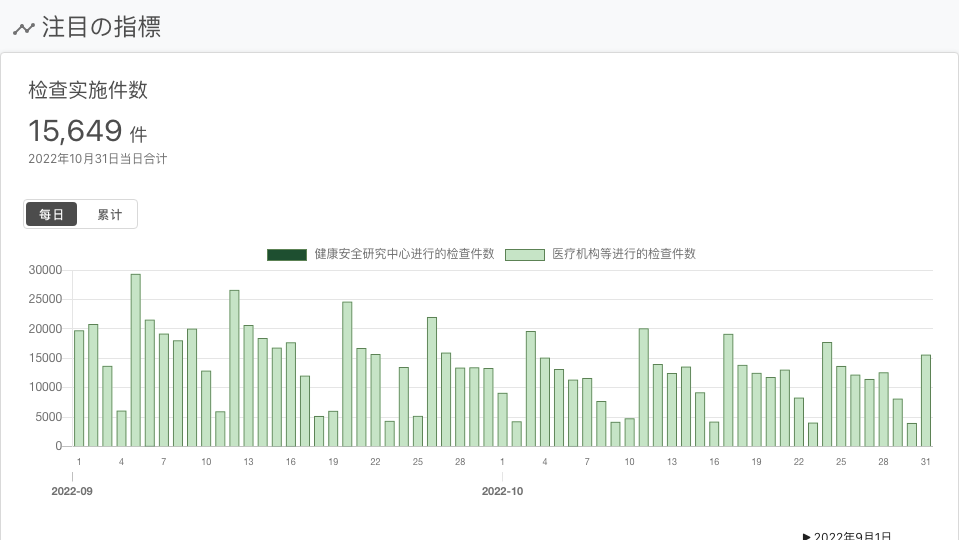 注目の指標
检查实施件数
15,649 件
2022年10月31日当日合计
每日 累计
健康安全研究中心进行的检查件数 医疗机构等进行的检查件数
30000
25000
20000
15000
10000
5000
0
1 4 7 10 13 16 19 22 25 28 1 4 7 10 13 16 19 22 25 28 31
2022-09 2022-10
▶ 2022年9月1日